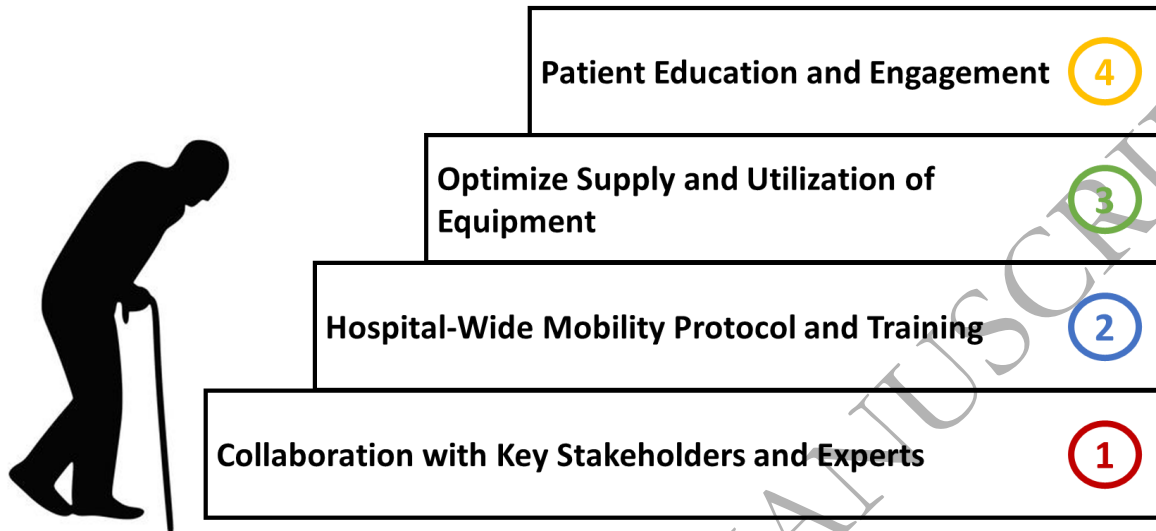 Patient Education and Engagement 4
Optimize Supply and Utilization of
Equipment 3
Hospital-Wide Mobility Protocol and Training 2
Collaboration with Key Stakeholders and Experts 1